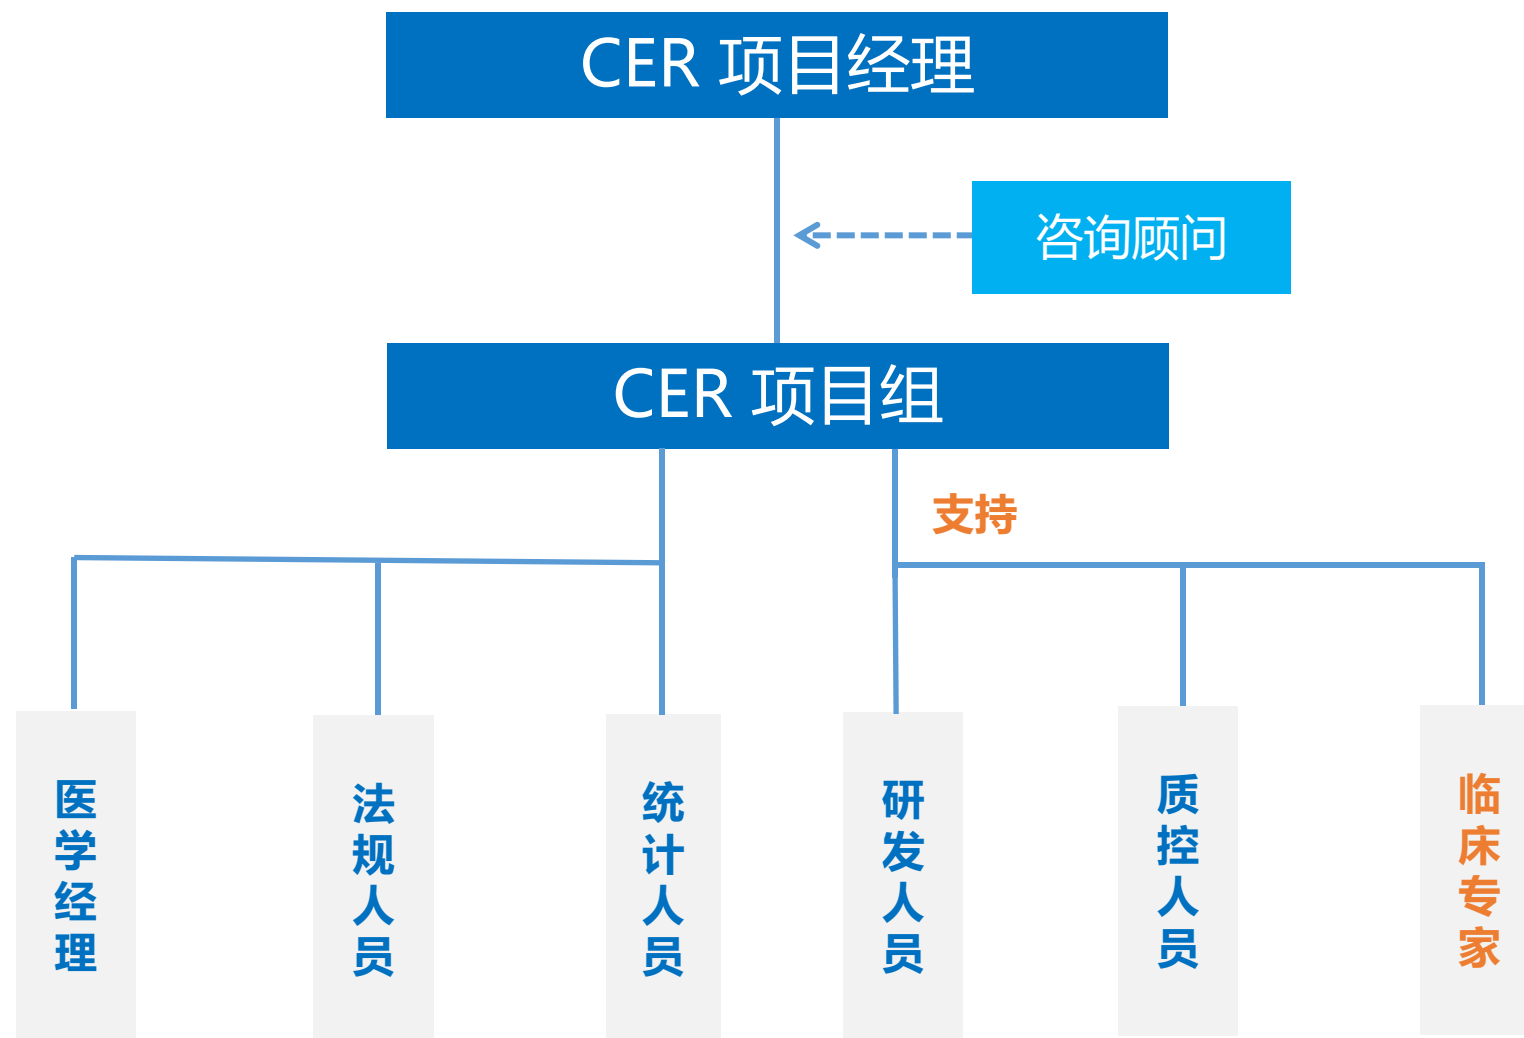 CER 项目经理
咨询顾问
CER 项目组
支持
医学经理
法规人员
统计人员
研发人员
质控人员
临床专家